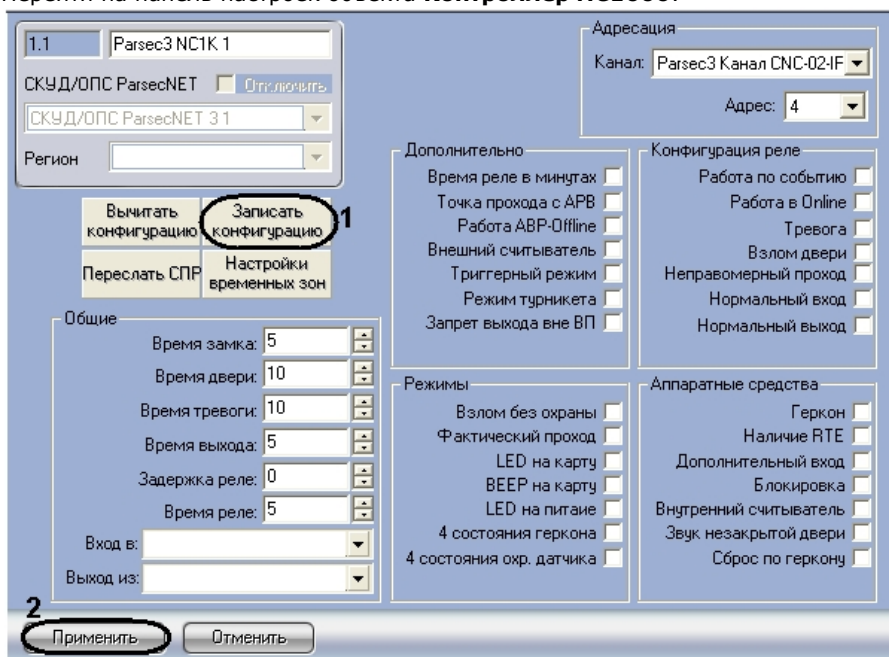 1.1 Parsec3 NC1K 1
СКУД/ОПС ParsecNET Отключить
СКУД/ОПС ParsecNET 3 1
Регион
Адресация
Канал: Parsec3 Канал CNC-02-IF
Адрес: 4
Вычитать конфигурацию
Записать конфигурацию
1
Переслать СПР
Настройки временных зон
Общие
Время замка: 5
Время двери: 10
Время тревоги: 10
Время выхода: 5
Задержка реле: 0
Время реле: 5
Вход в:
Выход из:
Дополнительно
Время реле в минутах
Точка прохода с APB
Работа АВР-Offline
Внешний считыватель
Триггерный режим
Режим турникета
Запрет выхода вне ВП
Конфигурация реле
Работа по событию
Работа в Online
Тревога
Взлом двери
Неправомерный проход
Нормальный вход
Нормальный выход
Режимы
Взлом без охраны
Фактический проход
LED на карту
BEEP на карту
LED на питаие
4 состояния геркона
4 состояния охр. датчика
Аппаратные средства
Геркон
Наличие RTE
Дополнительный вход
Блокировка
Внутренний считыватель
Звук незакрытой двери
Сброс по геркону
2
Применить Отменить